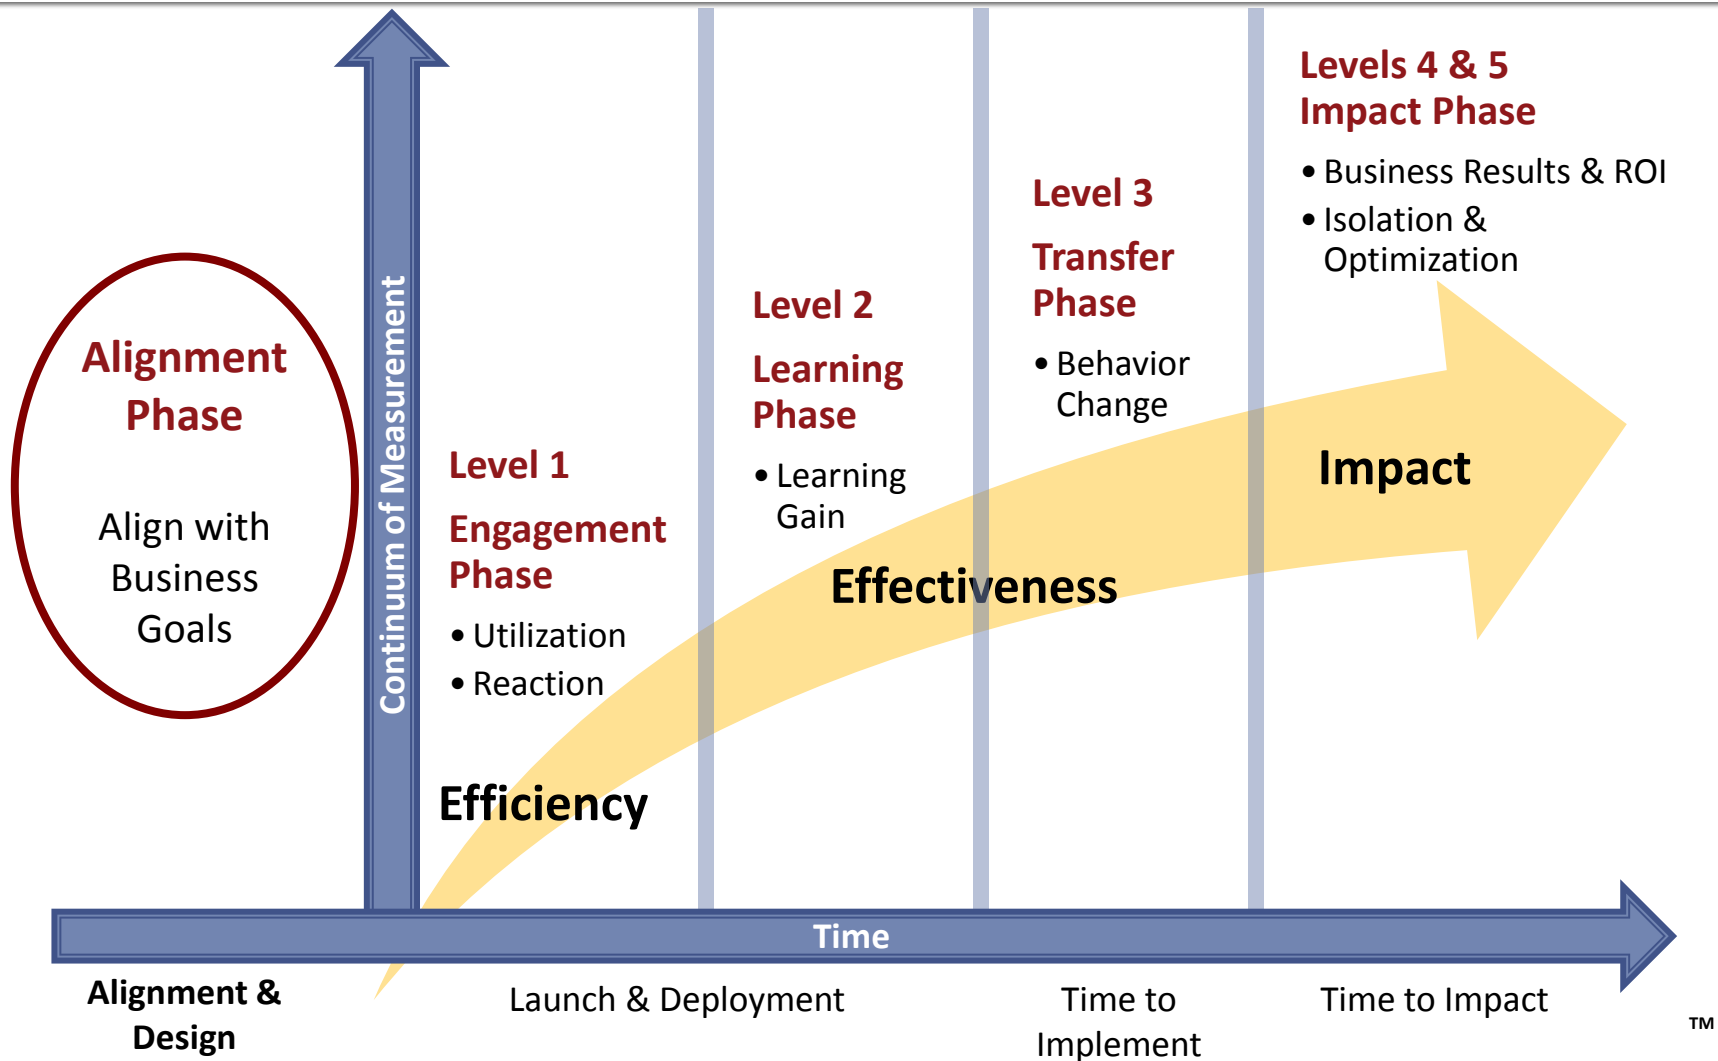 Alignment
Phase
Align with
Business
Goals
Continuum of Measurement
Level 1
Engagement
Phase
• Utilization
• Reaction
Level 2
Learning
Phase
• Learning
Gain
Level 3
Transfer
Phase
• Behavior
Change
Levels 4 & 5
Impact Phase
• Business Results & ROI
• Isolation &
Optimization
Efficiency
Effectiveness
Impact
Time
Alignment &
Design
Launch & Deployment
Time to
Implement
Time to Impact
TM